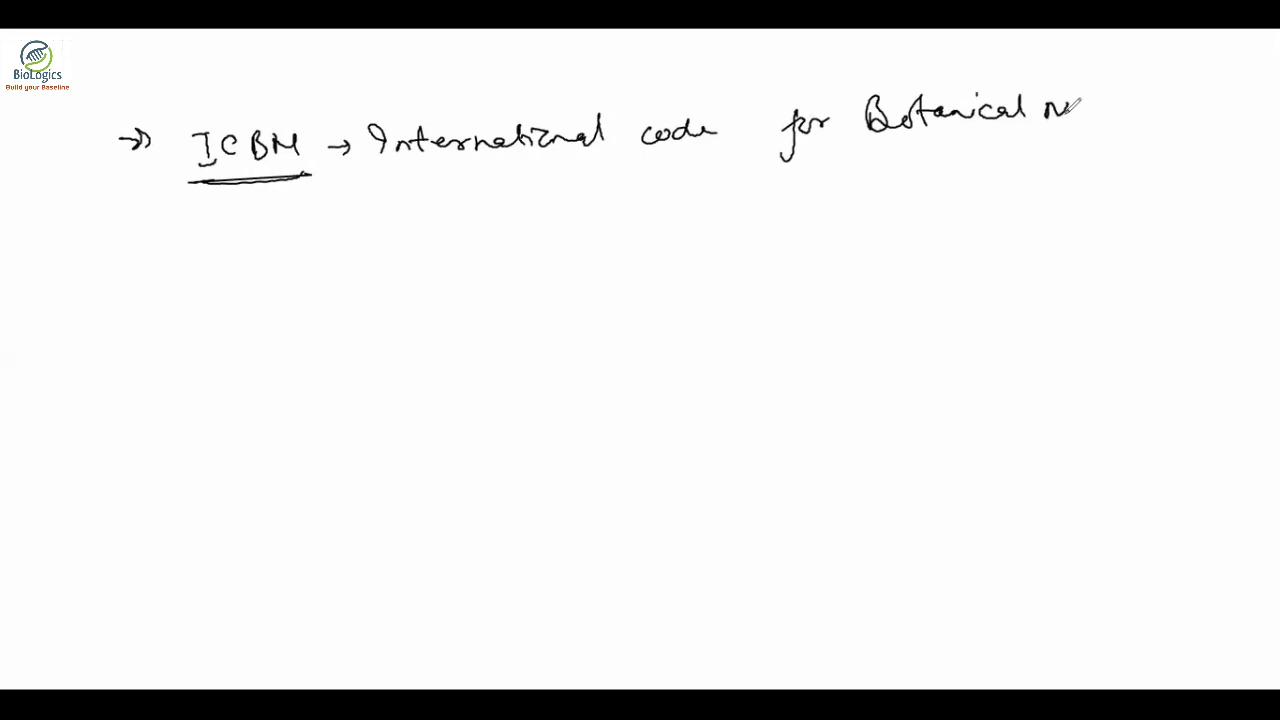 BioLogics
Build your Baseline
→ ICBN → International code for Botanical N